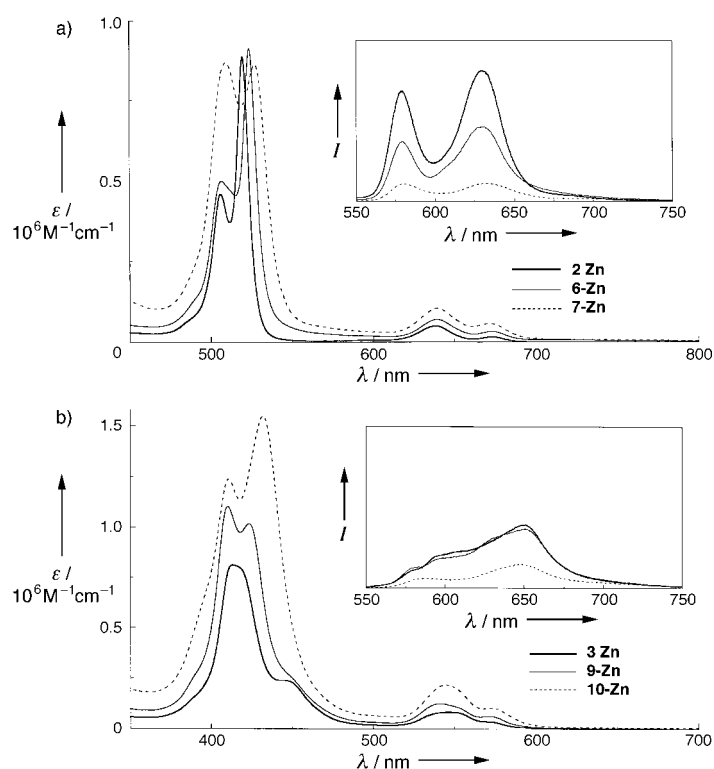 a)
1.0
0.5
0
ε /
10⁶M⁻¹cm⁻¹
500
600
700
800
λ / nm
I
550
600
650
700
750
λ / nm
2 Zn
6-Zn
7-Zn
b)
1.5
1.0
0.5
0
ε /
10⁶M⁻¹cm⁻¹
400
500
600
700
λ / nm
I
550
600
650
700
750
λ / nm
3 Zn
9-Zn
10-Zn